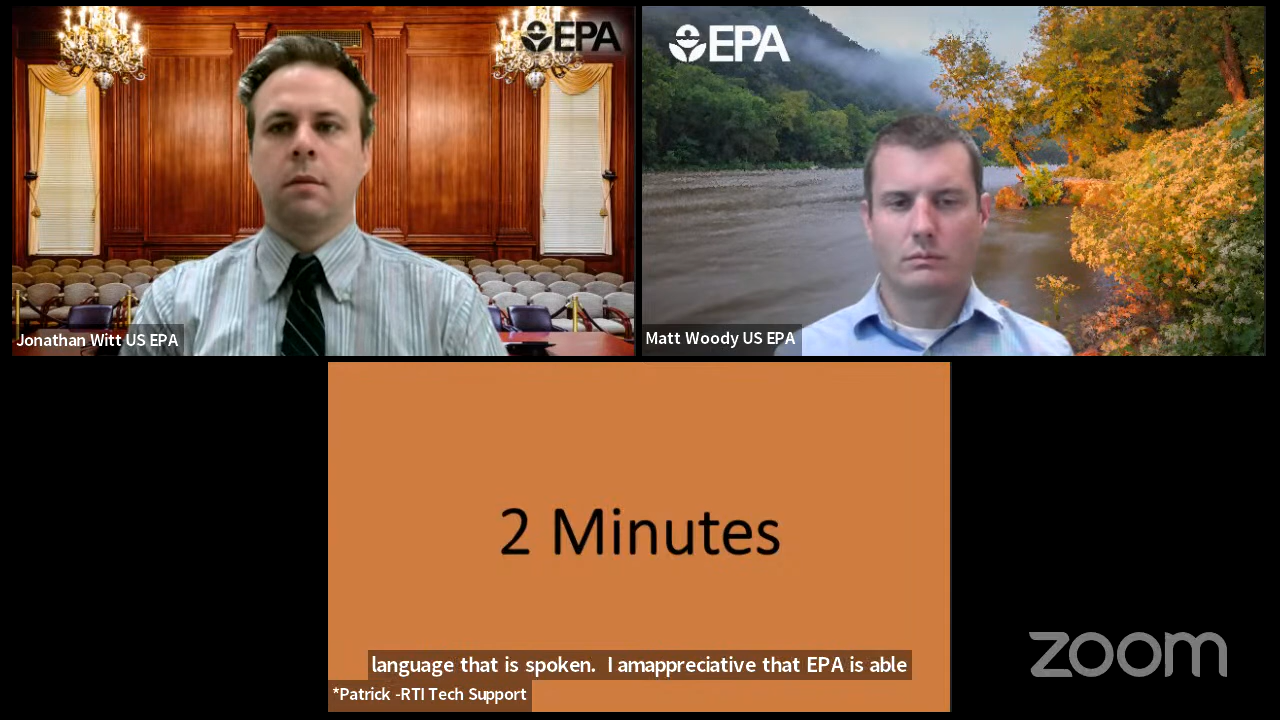 EPA
EPA
Jonathan Witt US EPA
Matt Woody US EPA
2 Minutes
language that is spoken.  I amappreciative that EPA is able
*Patrick -RTI Tech Support
zoom